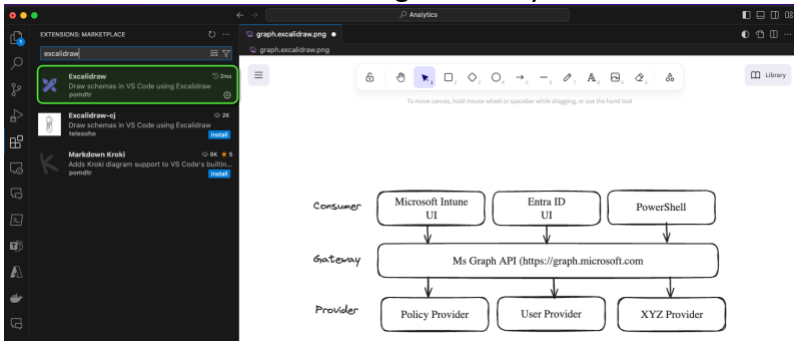 Analytics
EXTENSIONS: MARKETPLACE
excalidraw
Excalidraw
2ms
Draw schemas in VS Code using Excalidraw
pomdtr
Excalidraw-cj
2K
Draw schemas in VS Code using Excalidraw
telesoho
Install
Markdown Kroki
9K ★ 5
Adds Kroki diagram support to VS Code's builtin...
pomdtr
Install
graph.excalidraw.png
graph.excalidraw.png
Library
To move canvas, hold mouse wheel or spacebar while dragging, or use the hand tool
Consumer
Microsoft Intune
UI
Entra ID
UI
PowerShell
Gateway
Ms Graph API (https://graph.microsoft.com
Provider
Policy Provider
User Provider
XYZ Provider